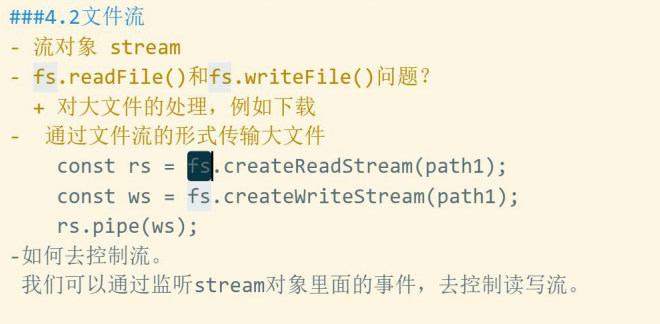 ###4.2文件流
- 流对象 stream
- fs.readFile()和fs.writeFile()问题？
+ 对大文件的处理，例如下载
- 通过文件流的形式传输大文件
const rs = fs.createReadStream(path1);
const ws = fs.createWriteStream(path1);
rs.pipe(ws);
-如何去控制流。
我们可以通过监听stream对象里面的事件，去控制读写流。